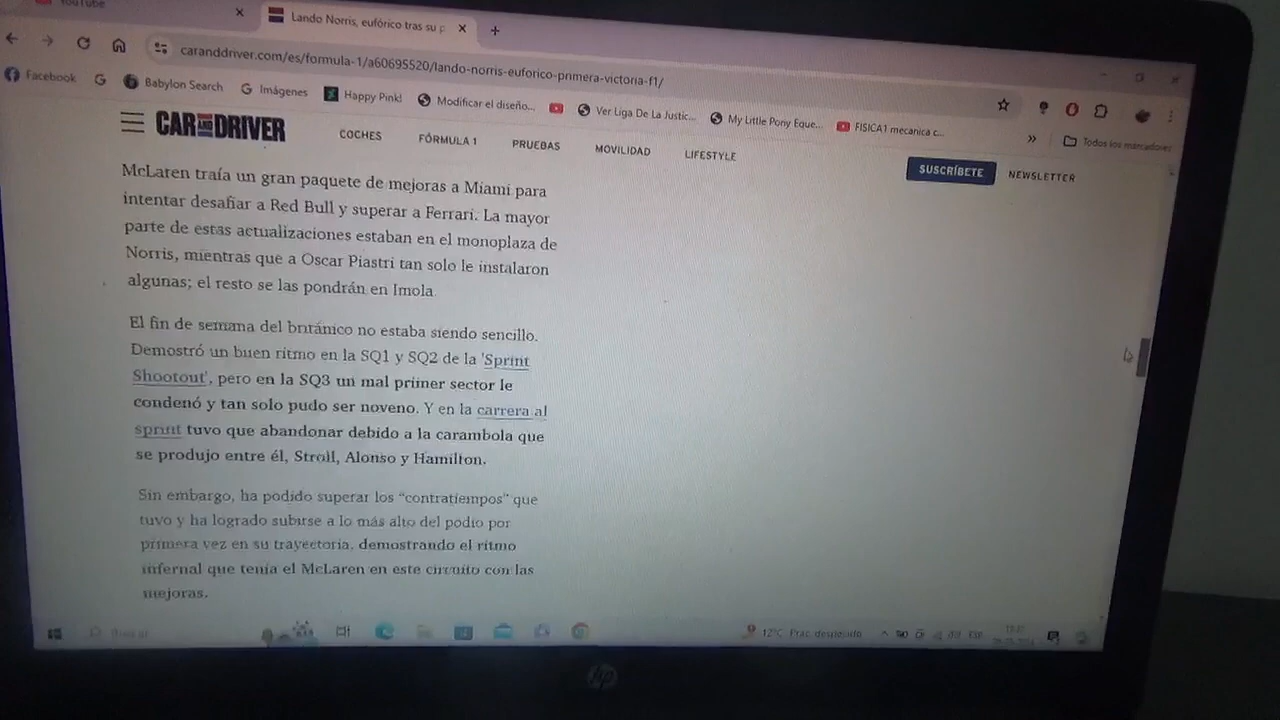 YouTube
Lando Norris, eufórico tras su p
caranddriver.com/es/formula-1/a60695520/lando-norris-euforico-primera-victoria-f1/
Facebook
Babylon Search
Imágenes
Happy Pink!
Modificar el diseño...
Ver Liga De La Justic...
My Little Pony Eque...
FISICA1 mecanica c...
»
Todos los marcadores
CAR AND DRIVER
COCHES
FÓRMULA 1
PRUEBAS
MOVILIDAD
LIFESTYLE
SUSCRÍBETE
NEWSLETTER
McLaren traía un gran paquete de mejoras a Miami para
intentar desafiar a Red Bull y superar a Ferrari. La mayor
parte de estas actualizaciones estaban en el monoplaza de
Norris, mientras que a Oscar Piastri tan solo le instalaron
algunas; el resto se las pondrán en Imola.
El fin de semana del británico no estaba siendo sencillo.
Demostró un buen ritmo en la SQ1 y SQ2 de la 'Sprint
Shootout', pero en la SQ3 un mal primer sector le
condenó y tan solo pudo ser noveno. Y en la carrera al
sprint tuvo que abandonar debido a la carambola que
se produjo entre él, Stroll, Alonso y Hamilton.
Sin embargo, ha podido superar los “contratiempos” que
tuvo y ha logrado subirse a lo más alto del podio por
primera vez en su trayectoria, demostrando el ritmo
infernal que tenía el McLaren en este circuito con las
mejoras.
12°C Prac. despejado
ESP
hp